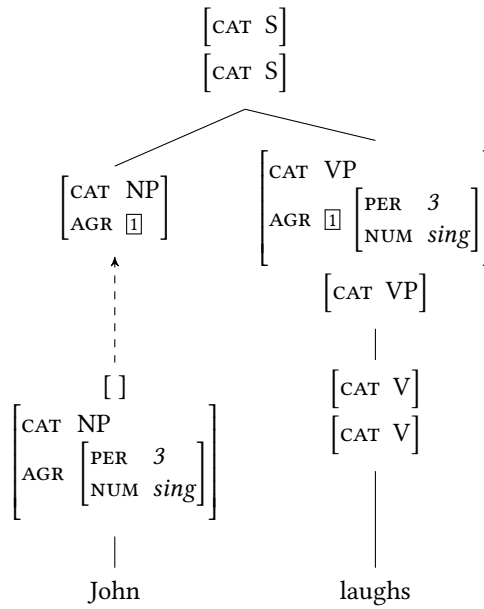 [CAT S]
[CAT S]
[CAT NP
AGR 1]
[CAT VP
AGR 1 [PER 3
NUM sing]]
[CAT VP]
[ ]
[CAT NP
AGR [PER 3
NUM sing]]
[CAT V]
[CAT V]
John laughs